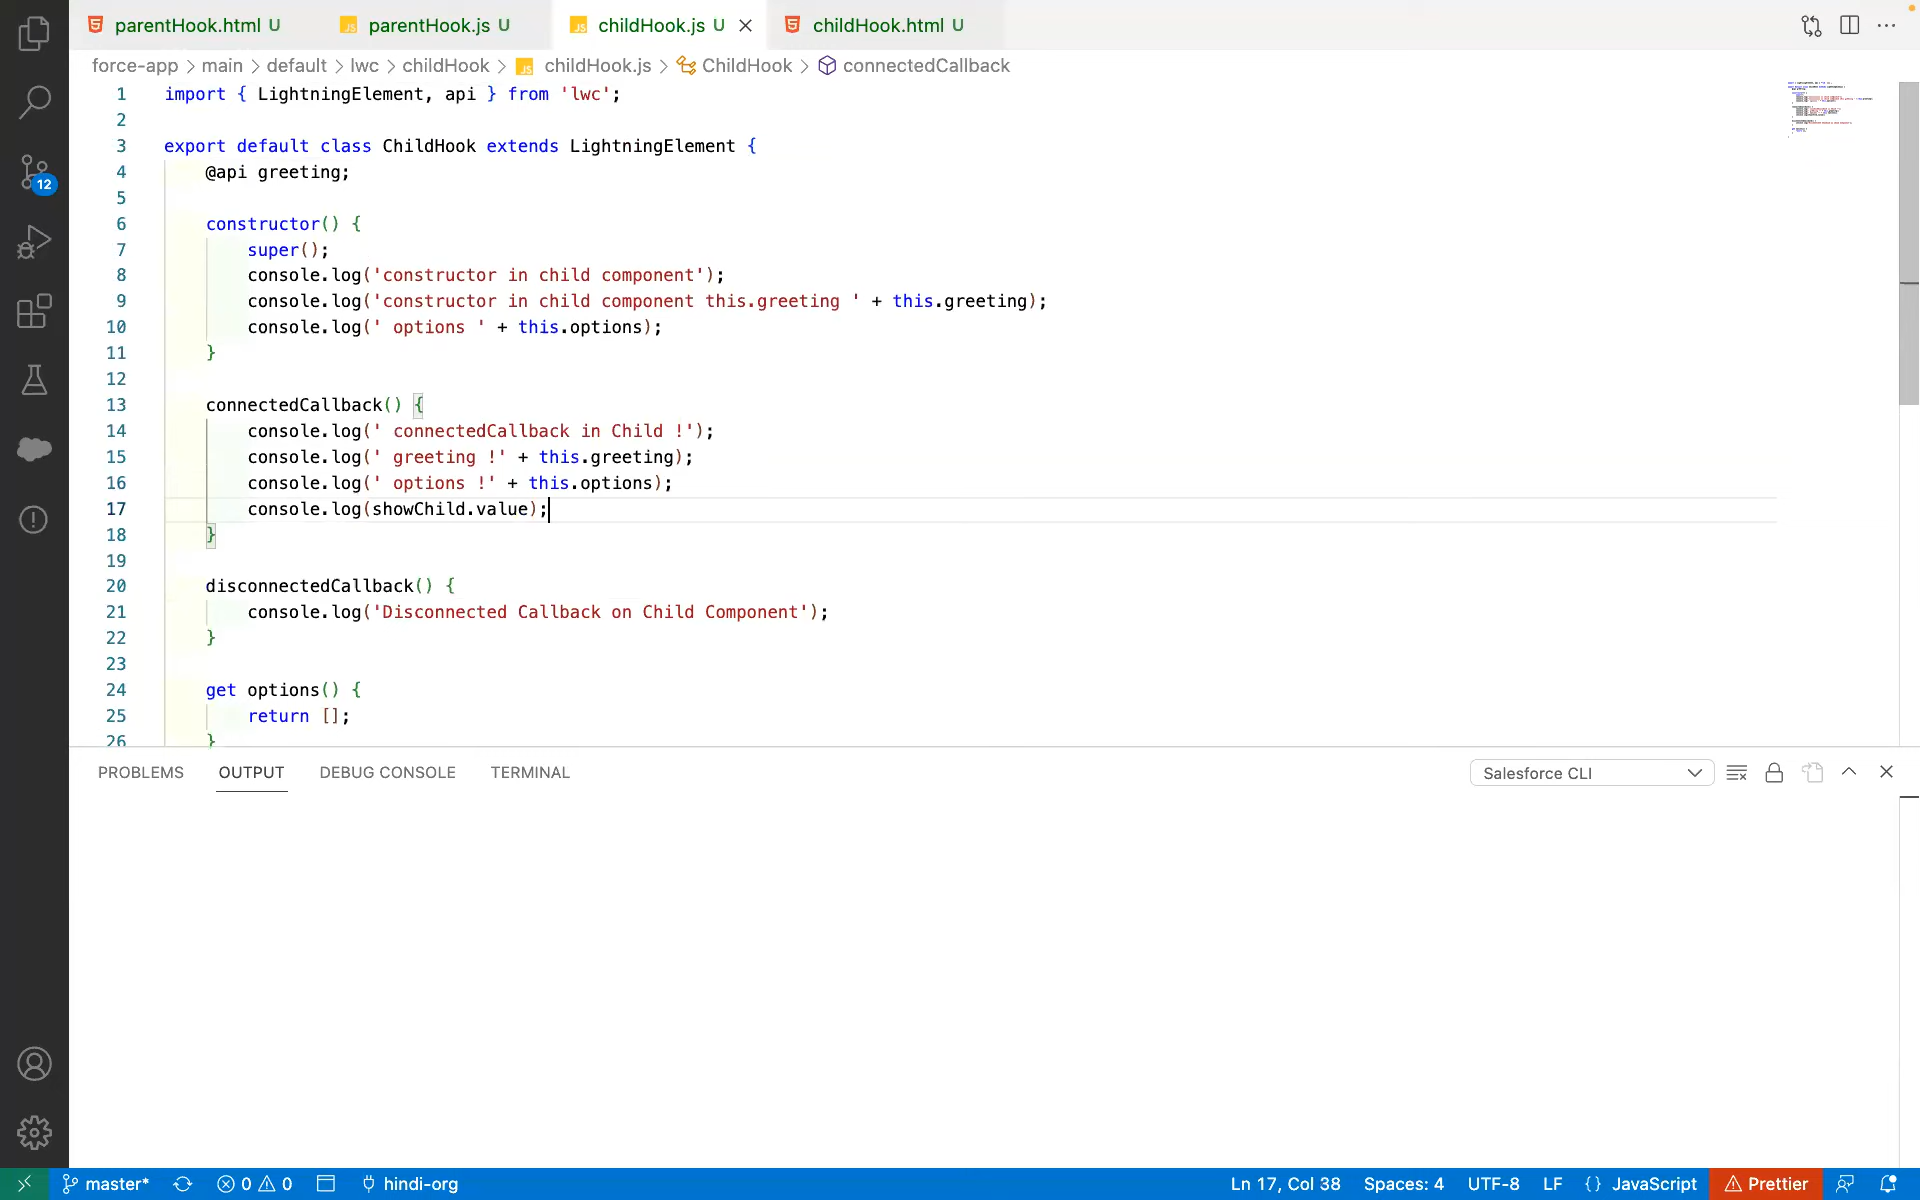 parentHook.html U
JS parentHook.js U
JS childHook.js U
childHook.html U
force-app > main > default > lwc > childHook > JS childHook.js > ChildHook > connectedCallback
1 import { LightningElement, api } from 'lwc';
2
3 export default class ChildHook extends LightningElement {
4 @api greeting;
5
6 constructor() {
7 super();
8 console.log('constructor in child component');
9 console.log('constructor in child component this.greeting ' + this.greeting);
10 console.log(' options ' + this.options);
11 }
12
13 connectedCallback() {
14 console.log(' connectedCallback in Child !');
15 console.log(' greeting !' + this.greeting);
16 console.log(' options !' + this.options);
17 console.log(showChild.value);
18 }
19
20 disconnectedCallback() {
21 console.log('Disconnected Callback on Child Component');
22 }
23
24 get options() {
25 return [];
26 }
12
PROBLEMS OUTPUT DEBUG CONSOLE TERMINAL
Salesforce CLI
master* 0 0 hindi-org Ln 17, Col 38 Spaces: 4 UTF-8 LF {} JavaScript Prettier